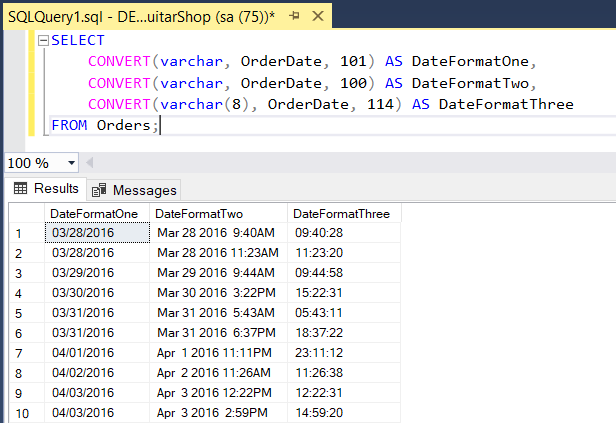 SQLQuery1.sql - DE...uitarShop (sa (75))*
SELECT
CONVERT(varchar, OrderDate, 101) AS DateFormatOne,
CONVERT(varchar, OrderDate, 100) AS DateFormatTwo,
CONVERT(varchar(8), OrderDate, 114) AS DateFormatThree
FROM Orders;
100 %
Results Messages
DateFormatOne DateFormatTwo DateFormatThree
1 03/28/2016 Mar 28 2016  9:40AM 09:40:28
2 03/28/2016 Mar 28 2016 11:23AM 11:23:20
3 03/29/2016 Mar 29 2016  9:44AM 09:44:58
4 03/30/2016 Mar 30 2016  3:22PM 15:22:31
5 03/31/2016 Mar 31 2016  5:43AM 05:43:11
6 03/31/2016 Mar 31 2016  6:37PM 18:37:22
7 04/01/2016 Apr  1 2016 11:11PM 23:11:12
8 04/02/2016 Apr  2 2016 11:26AM 11:26:38
9 04/03/2016 Apr  3 2016 12:22PM 12:22:31
10 04/03/2016 Apr  3 2016  2:59PM 14:59:20